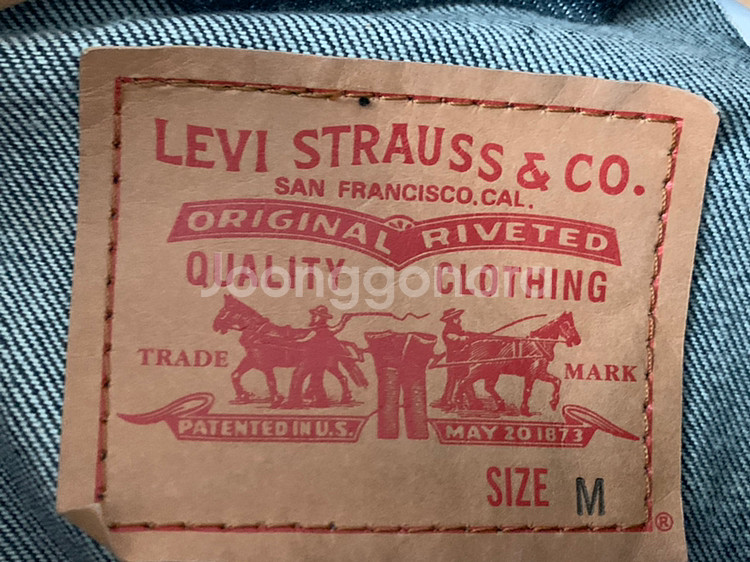 LEVI STRAUSS & CO.
SAN FRANCISCO, CAL.
ORIGINAL RIVETED
QUALITY CLOTHING
Joonggonara
TRADE MARK
PATENTED IN U.S. MAY 20 1873
SIZE M
®